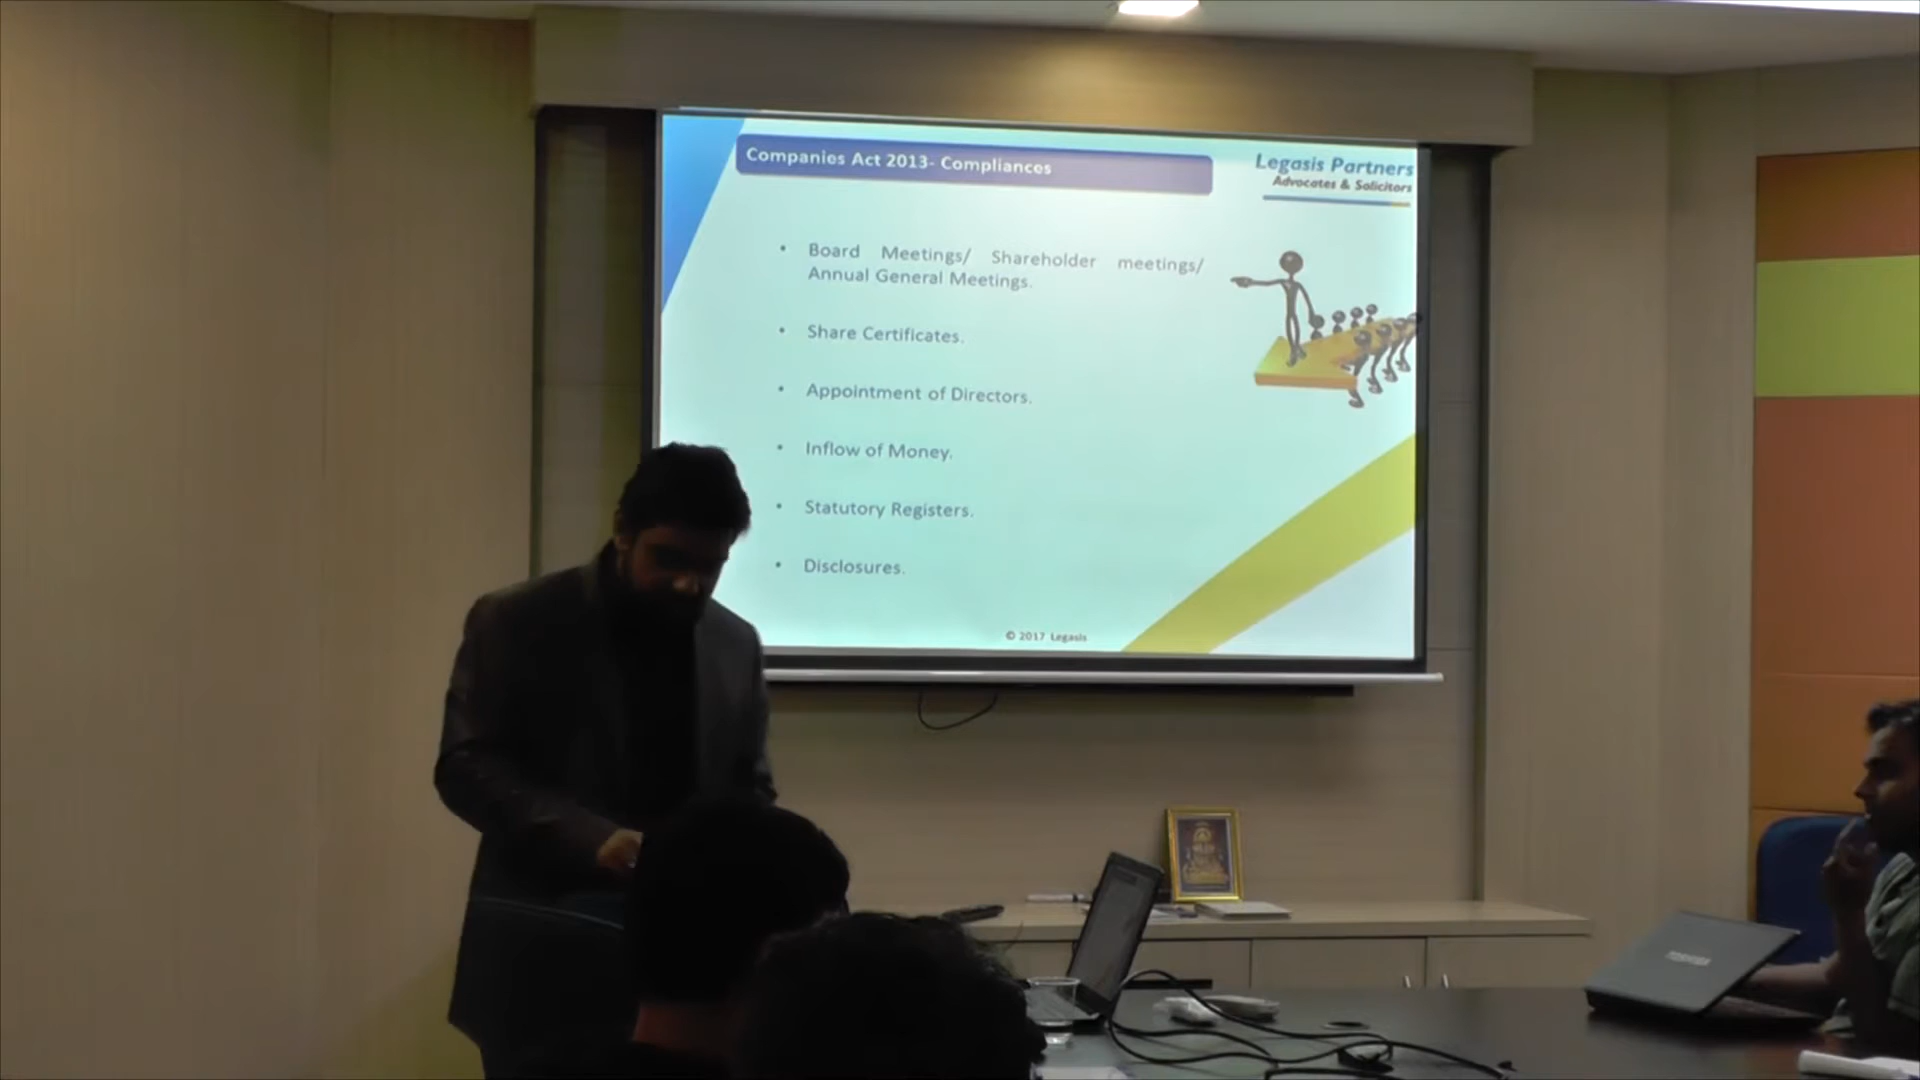 Companies Act 2013- Compliances
Legasis Partners
Advocates & Solicitors
• Board Meetings/ Shareholder meetings/
Annual General Meetings.
• Share Certificates.
• Appointment of Directors.
• Inflow of Money.
• Statutory Registers.
• Disclosures.
© 2017 Legasis
TOSHIBA